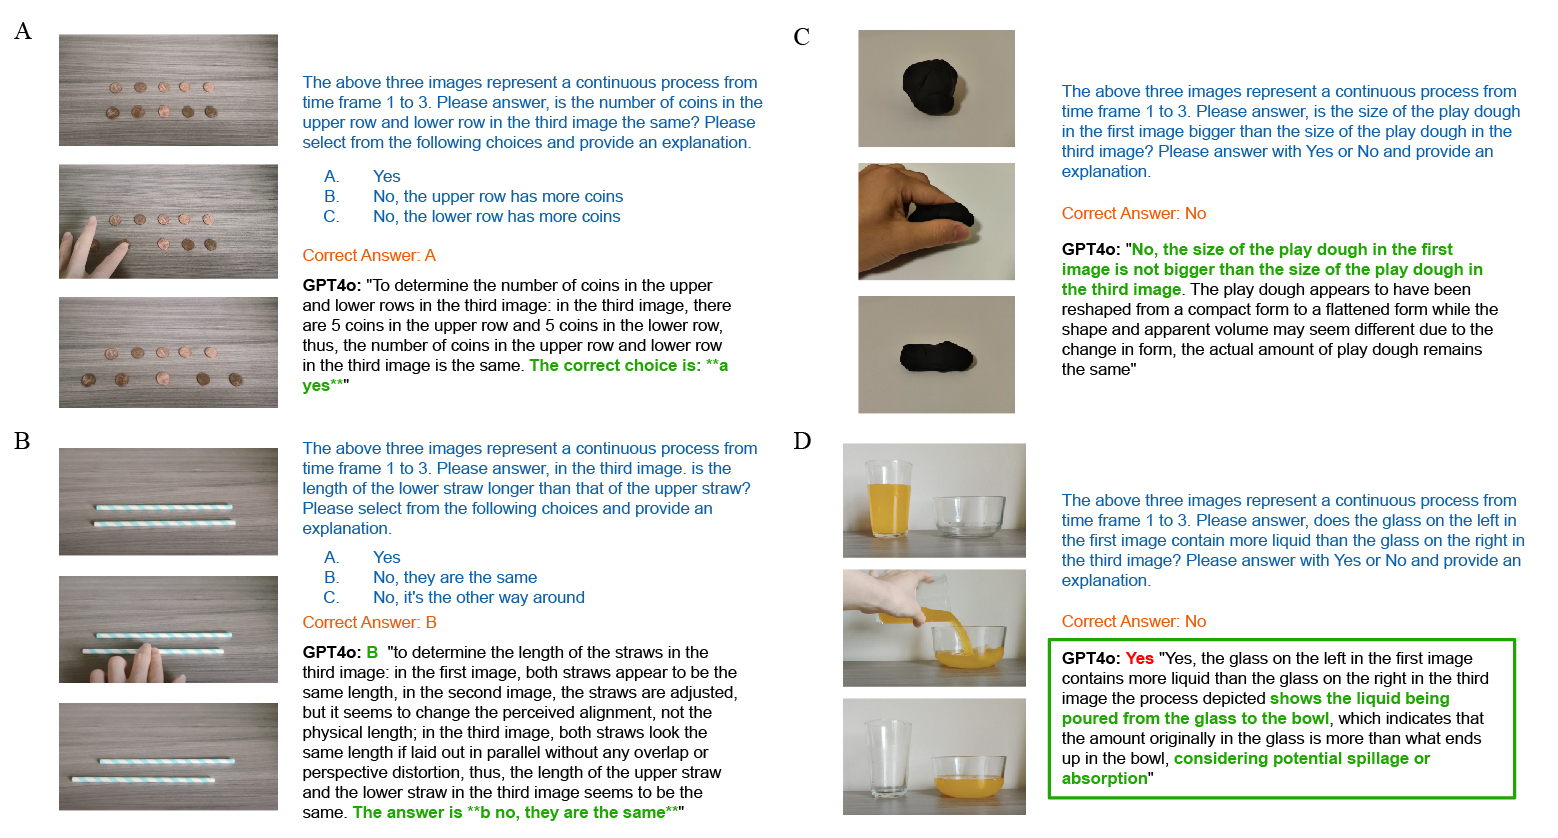 A
The above three images represent a continuous process from
time frame 1 to 3. Please answer, is the number of coins in the
upper row and lower row in the third image the same? Please
select from the following choices and provide an explanation.
A. Yes
B. No, the upper row has more coins
C. No, the lower row has more coins
Correct Answer: A
GPT4o: "To determine the number of coins in the upper
and lower rows in the third image: in the third image, there
are 5 coins in the upper row and 5 coins in the lower row,
thus, the number of coins in the upper row and lower row
in the third image is the same. The correct choice is: **a
yes**"
B
The above three images represent a continuous process from
time frame 1 to 3. Please answer, in the third image. is the
length of the lower straw longer than that of the upper straw?
Please select from the following choices and provide an
explanation.
A. Yes
B. No, they are the same
C. No, it's the other way around
Correct Answer: B
GPT4o: B "to determine the length of the straws in the
third image: in the first image, both straws appear to be the
same length, in the second image, the straws are adjusted,
but it seems to change the perceived alignment, not the
physical length; in the third image, both straws look the
same length if laid out in parallel without any overlap or
perspective distortion, thus, the length of the upper straw
and the lower straw in the third image seems to be the
same. The answer is **b no, they are the same**"
C
The above three images represent a continuous process from
time frame 1 to 3. Please answer, is the size of the play dough
in the first image bigger than the size of the play dough in the
third image? Please answer with Yes or No and provide an
explanation.
Correct Answer: No
GPT4o: "No, the size of the play dough in the first
image is not bigger than the size of the play dough in
the third image. The play dough appears to have been
reshaped from a compact form to a flattened form while the
shape and apparent volume may seem different due to the
change in form, the actual amount of play dough remains
the same"
D
The above three images represent a continuous process from
time frame 1 to 3. Please answer, does the glass on the left in
the first image contain more liquid than the glass on the right in
the third image? Please answer with Yes or No and provide an
explanation.
Correct Answer: No
GPT4o: Yes "Yes, the glass on the left in the first image
contains more liquid than the glass on the right in the third
image the process depicted shows the liquid being
poured from the glass to the bowl, which indicates that
the amount originally in the glass is more than what ends
up in the bowl, considering potential spillage or
absorption"